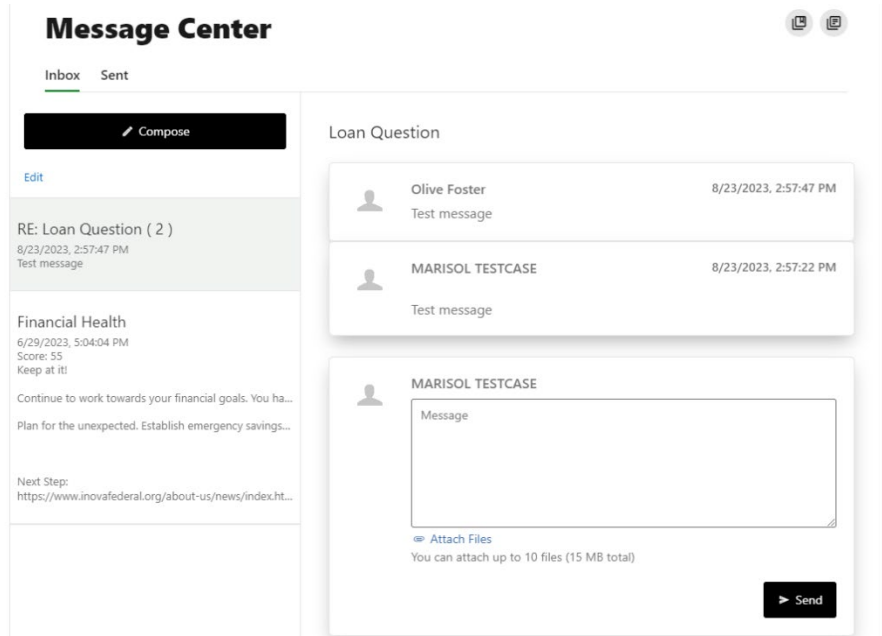 Message Center
Inbox Sent
Compose
Edit
RE: Loan Question ( 2 )
8/23/2023, 2:57:47 PM
Test message
Financial Health
6/29/2023, 5:04:04 PM
Score: 55
Keep at it!
Continue to work towards your financial goals. You ha...
Plan for the unexpected. Establish emergency savings...
Next Step:
https://www.inovafederal.org/about-us/news/index.ht...
Loan Question
Olive Foster 8/23/2023, 2:57:47 PM
Test message
MARISOL TESTCASE 8/23/2023, 2:57:22 PM
Test message
MARISOL TESTCASE
Message
Attach Files
You can attach up to 10 files (15 MB total)
Send